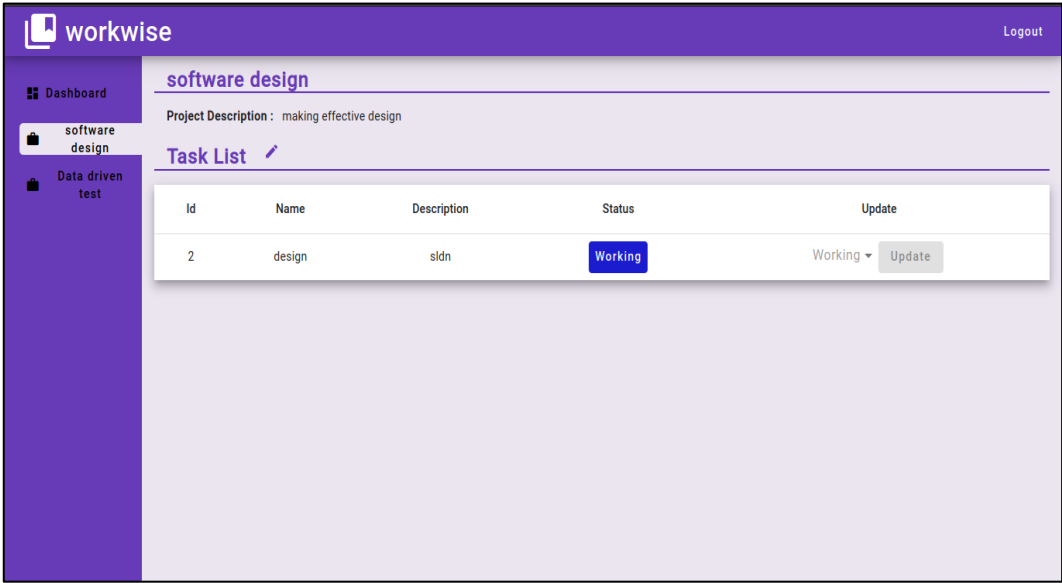 workwise
Logout
Dashboard
software
design
Data driven
test
software design
Project Description : making effective design
Task List
Id Name Description Status Update
2 design sldn Working Working Update